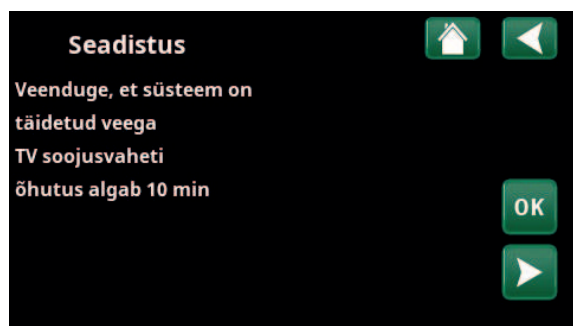 Seadistus
Veenduge, et süsteem on
täidetud veega
TV soojusvaheti
õhutus algab 10 min
OK